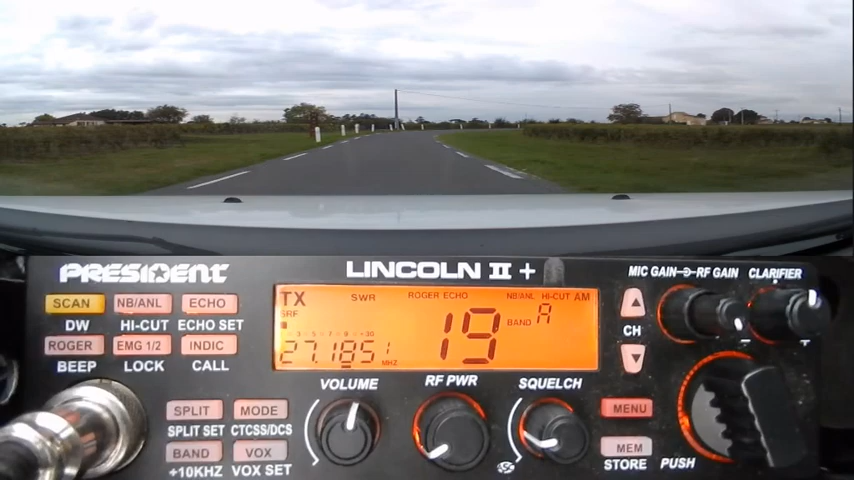 PRESIDENT
LINCOLN II +
MIC GAIN RF GAIN CLARIFIER
SCAN NB/ANL ECHO
DW HI-CUT ECHO SET
ROGER EMG 1/2 INDIC
BEEP LOCK CALL
TX SWR ROGER ECHO NB/ANL HI-CUT AM
SRF
19 BAND A
27.1851 MHZ
CH
VOLUME RF PWR SQUELCH
SPLIT MODE
SPLIT SET CTCSS/DCS
BAND VOX
+10KHZ VOX SET
MENU
MEM
STORE PUSH